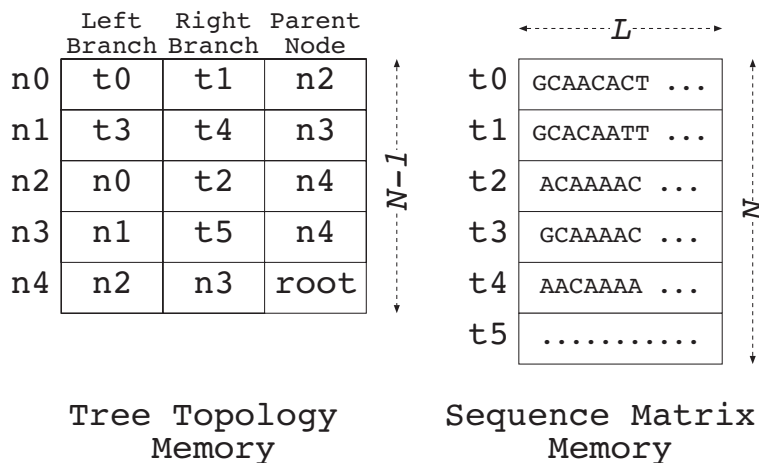 Left Right Parent
Branch Branch Node
n0 t0 t1 n2
n1 t3 t4 n3
n2 n0 t2 n4
n3 n1 t5 n4
n4 n2 n3 root
N-1
Tree Topology
Memory
L
t0 GCAACACT ...
t1 GCACAATT ...
t2 ACAAAAC ...
t3 GCAAAAC ...
t4 AACAAAA ...
t5 ...........
N
Sequence Matrix
Memory